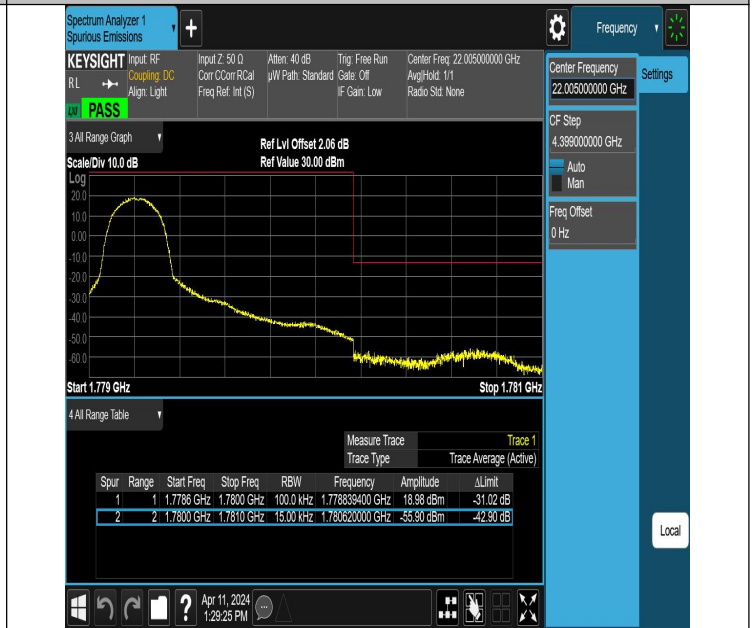 Spectrum Analyzer 1
Spurious Emissions
Frequency
KEYSIGHT Input: RF Input Z: 50 Ω Atten: 40 dB Trig: Free Run Center Freq: 22.005000000 GHz
RL Coupling: DC Corr CCorr RCal µW Path: Standard Gate: Off Avg|Hold: 1/1
Align: Light Freq Ref: Int (S) IF Gain: Low Radio Std: None
LXI PASS
Center Frequency
22.005000000 GHz
Settings
CF Step
4.399000000 GHz
Auto
Man
Freq Offset
0 Hz
3 All Range Graph
Ref Lvl Offset 2.06 dB
Scale/Div 10.0 dB Ref Value 30.00 dBm
Log
20.0
10.0
0.00
-10.0
-20.0
-30.0
-40.0
-50.0
-60.0
Start 1.779 GHz Stop 1.781 GHz
4 All Range Table
Measure Trace Trace 1
Trace Type Trace Average (Active)
Spur Range Start Freq Stop Freq RBW Frequency Amplitude ΔLimit
1 1 1.7786 GHz 1.7800 GHz 100.0 kHz 1.778839400 GHz 18.98 dBm -31.02 dB
2 2 1.7800 GHz 1.7810 GHz 15.00 kHz 1.780620000 GHz -55.90 dBm -42.90 dB
Local
? Apr 11, 2024
1:29:25 PM